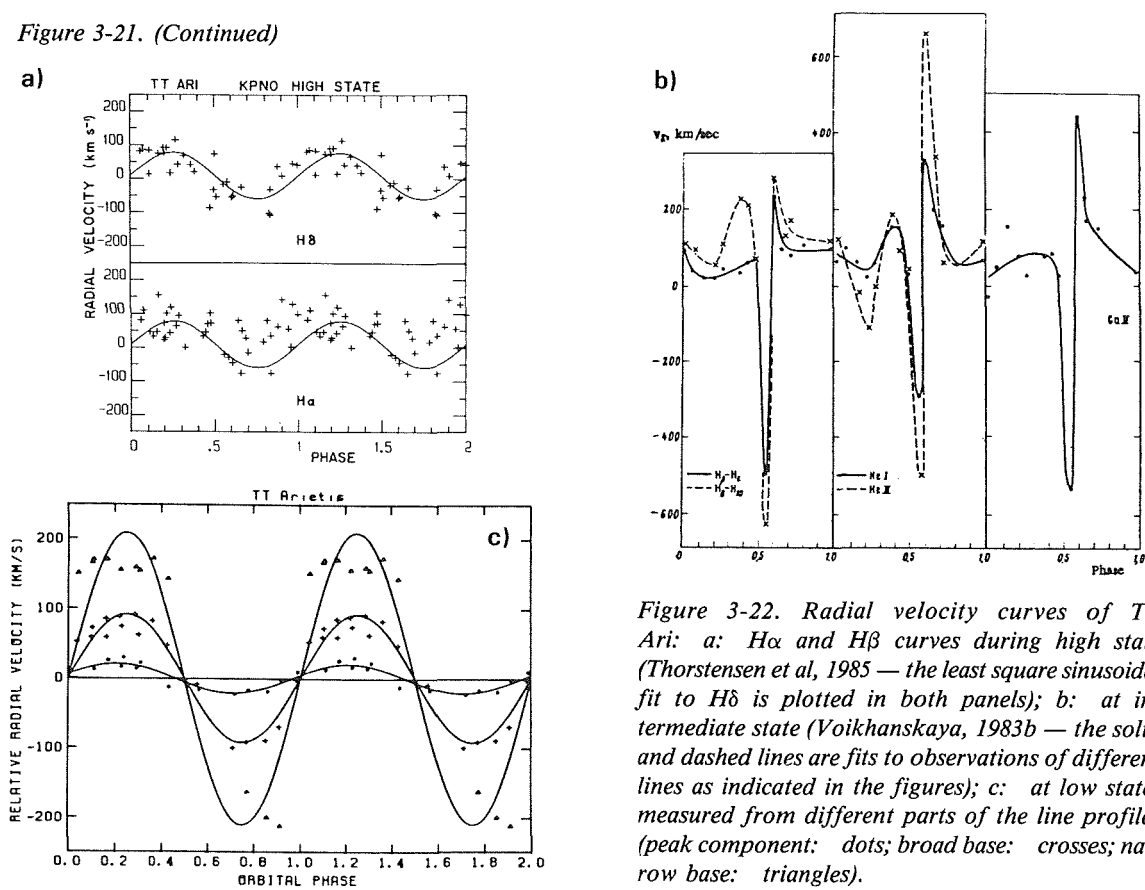 Figure 3-21. (Continued)
a)
TT ARI KPNO HIGH STATE
RADIAL VELOCITY (km s⁻¹)
200
100
0
-100
-200
Hδ
200
100
0
-100
-200
Hα
0 .5 1 1.5 2
PHASE
b)
600
400
vr, km/sec
200
0
-200
-400
-600
Hβ-Hε
HeI
HeII
CaII
0 0,5 1,0 0,5 1,0 0,5 1,0
Phase
TT Arietis
c)
RELATIVE RADIAL VELOCITY (KM/S)
200
100
0
-100
-200
0.0 0.2 0.4 0.6 0.8 1.0 1.2 1.4 1.6 1.8 2.0
ORBITAL PHASE
Figure 3-22. Radial velocity curves of T
Ari: a: Hα and Hβ curves during high stat
(Thorstensen et al, 1985 — the least square sinusoid
fit to Hδ is plotted in both panels); b: at in
termediate state (Voikhanskaya, 1983b — the soli
and dashed lines are fits to observations of differen
lines as indicated in the figures); c: at low state
measured from different parts of the line profile
(peak component: dots; broad base: crosses; na
row base: triangles).